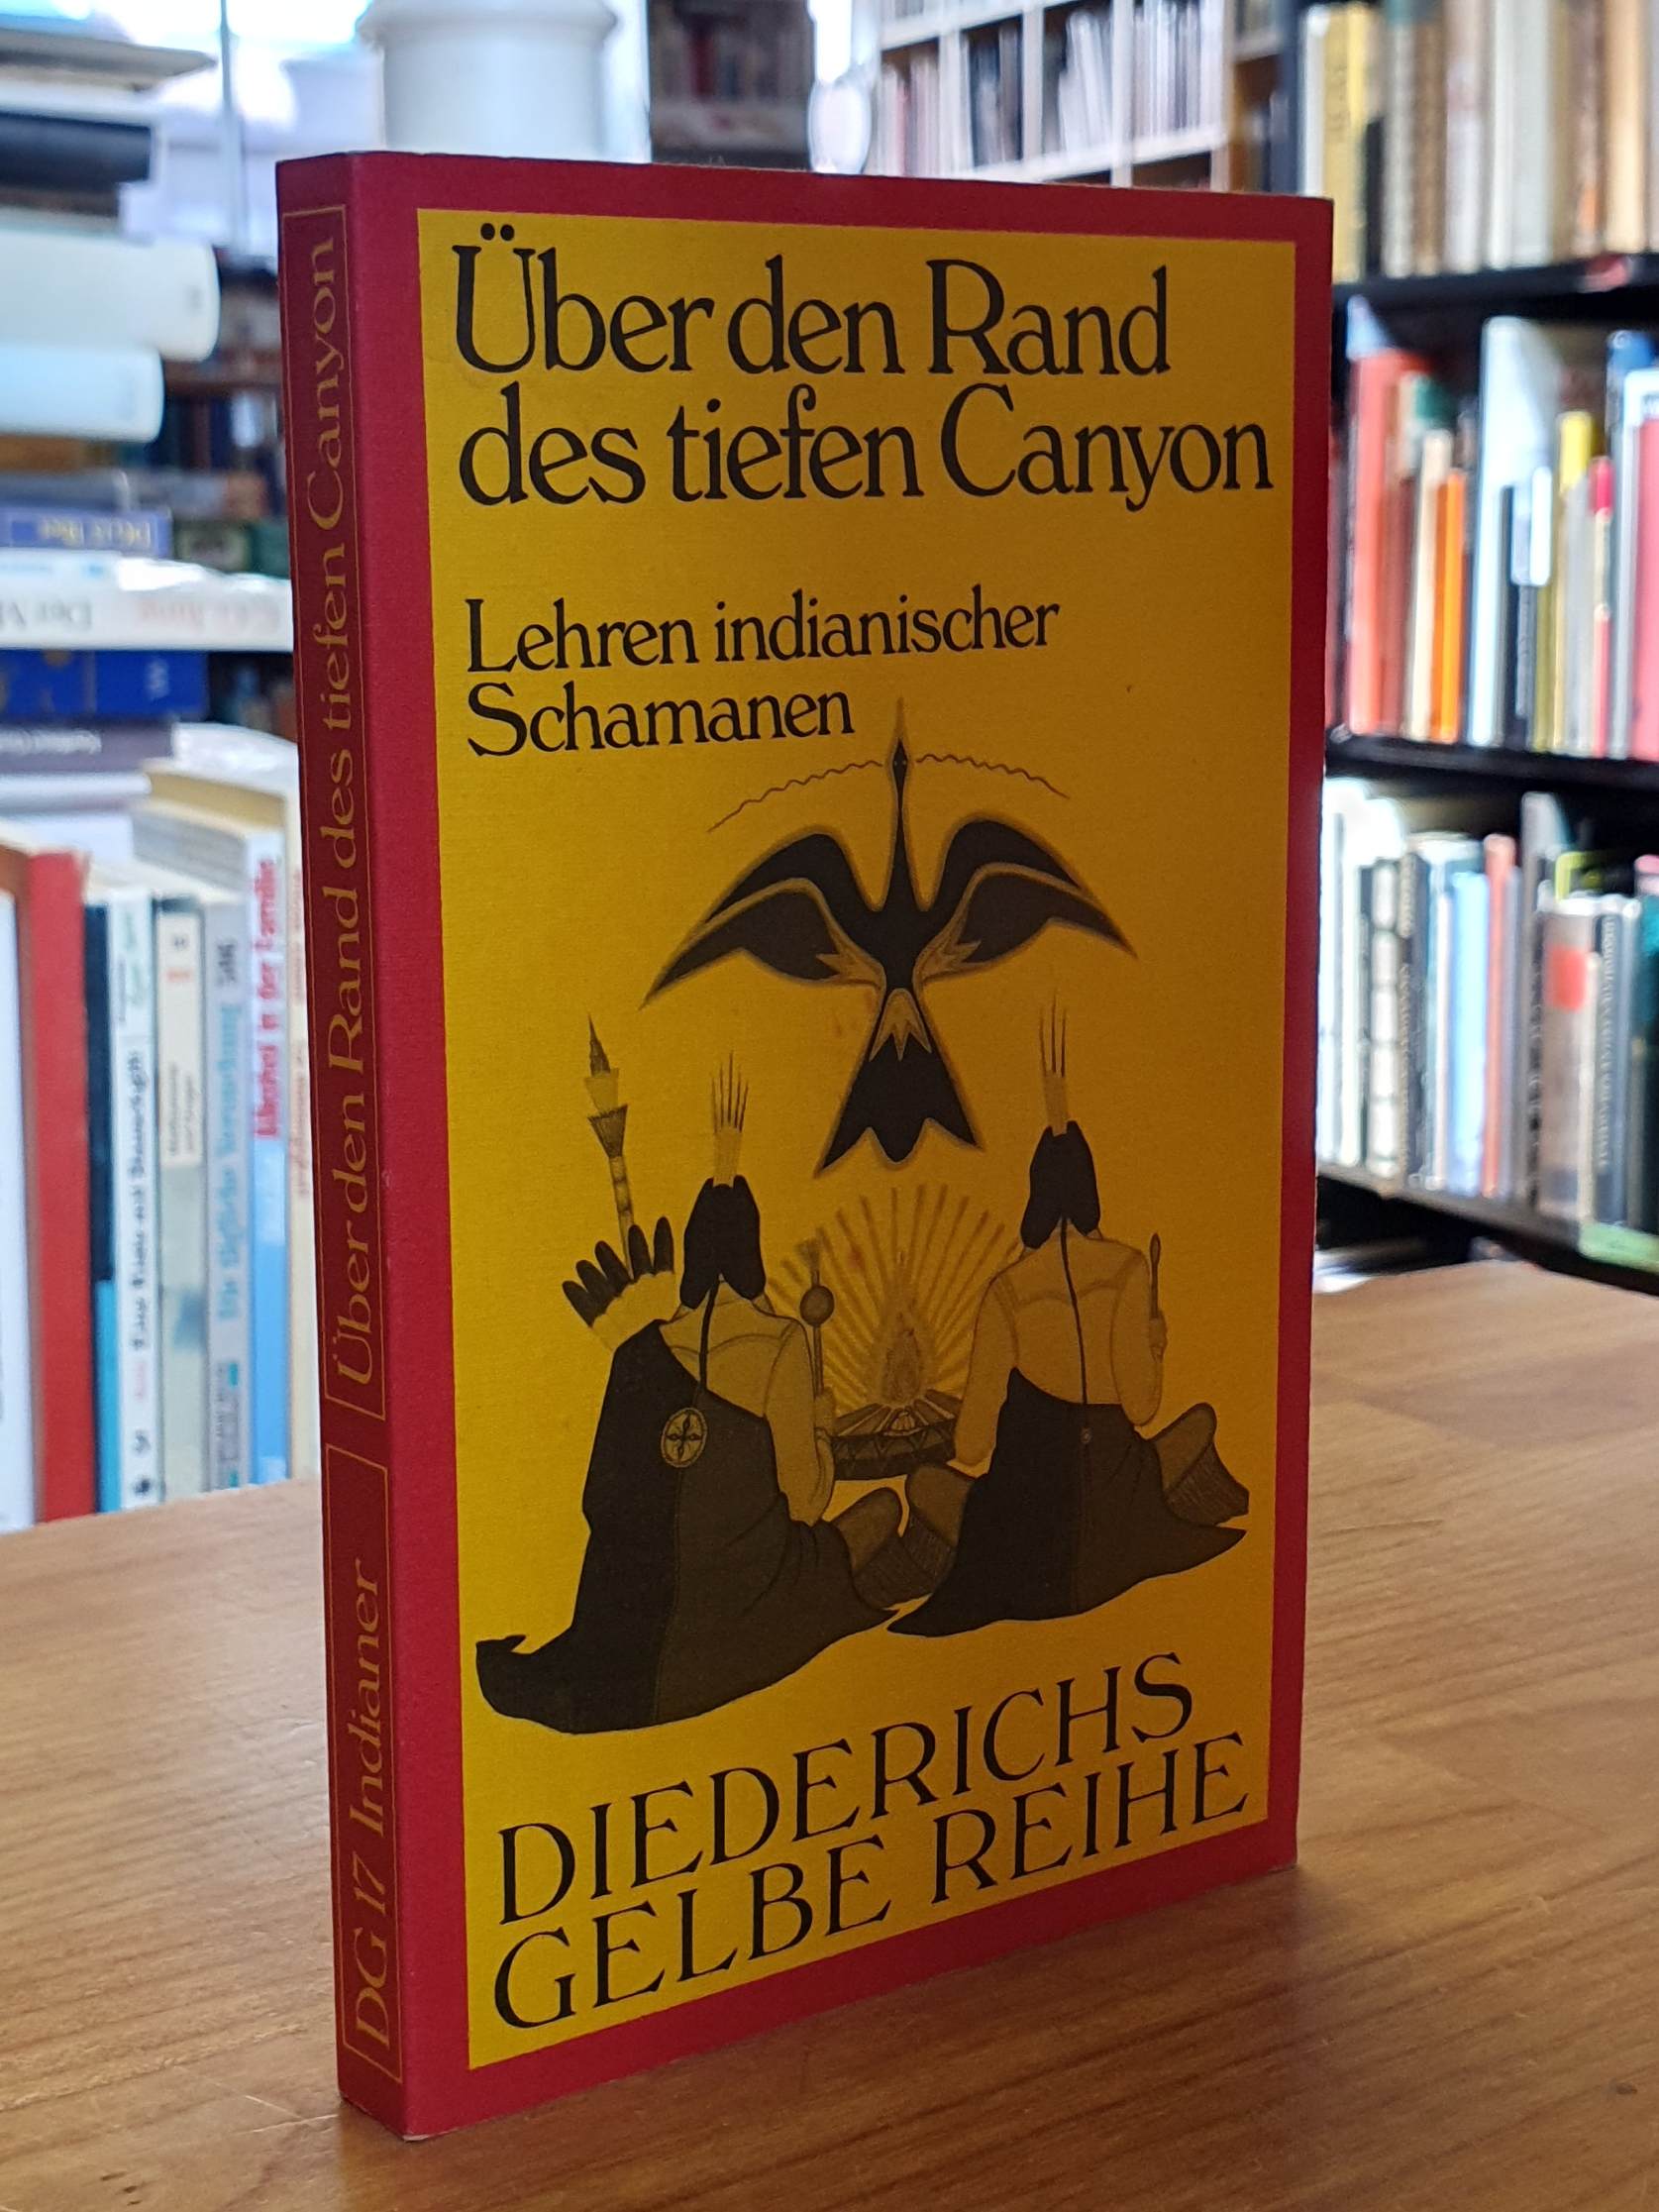 Über den Rand
des tiefen Canyon
Lehren indianischer
Schamanen
DIEDERICHS
GELBE REIHE
Über den Rand des tiefen Canyon
DG 17 Indianer